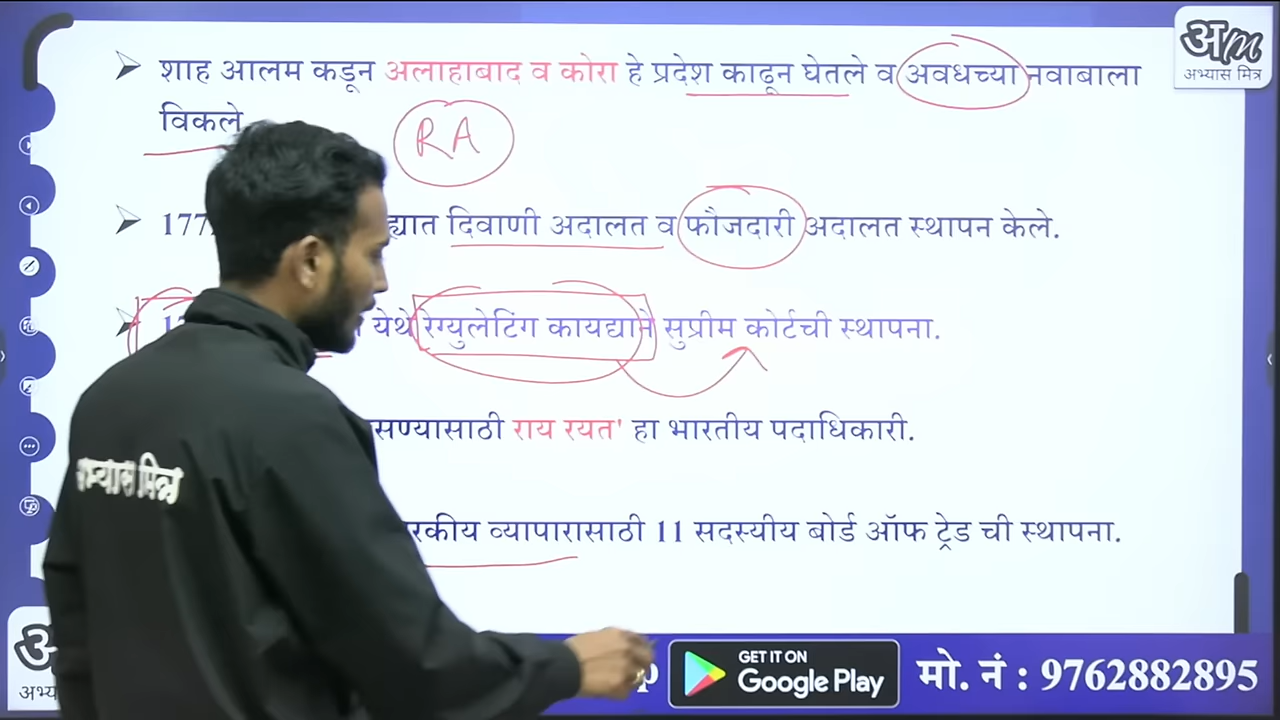 अm
अभ्यास मित्र
शाह आलम कडून अलाहाबाद व कोरा हे प्रदेश काढून घेतले व अवधच्या नवाबाला
विकले
RA
177 ह्यात दिवाणी अदालत व फौजदारी अदालत स्थापन केले.
येथे रेग्युलेटिंग कायद्याने सुप्रीम कोर्टची स्थापना.
सण्यासाठी राय रयत' हा भारतीय पदाधिकारी.
रकीय व्यापारासाठी 11 सदस्यीय बोर्ड ऑफ ट्रेड ची स्थापना.
अभ्यास मित्र
GET IT ON
Google Play
मो. नं : 9762882895